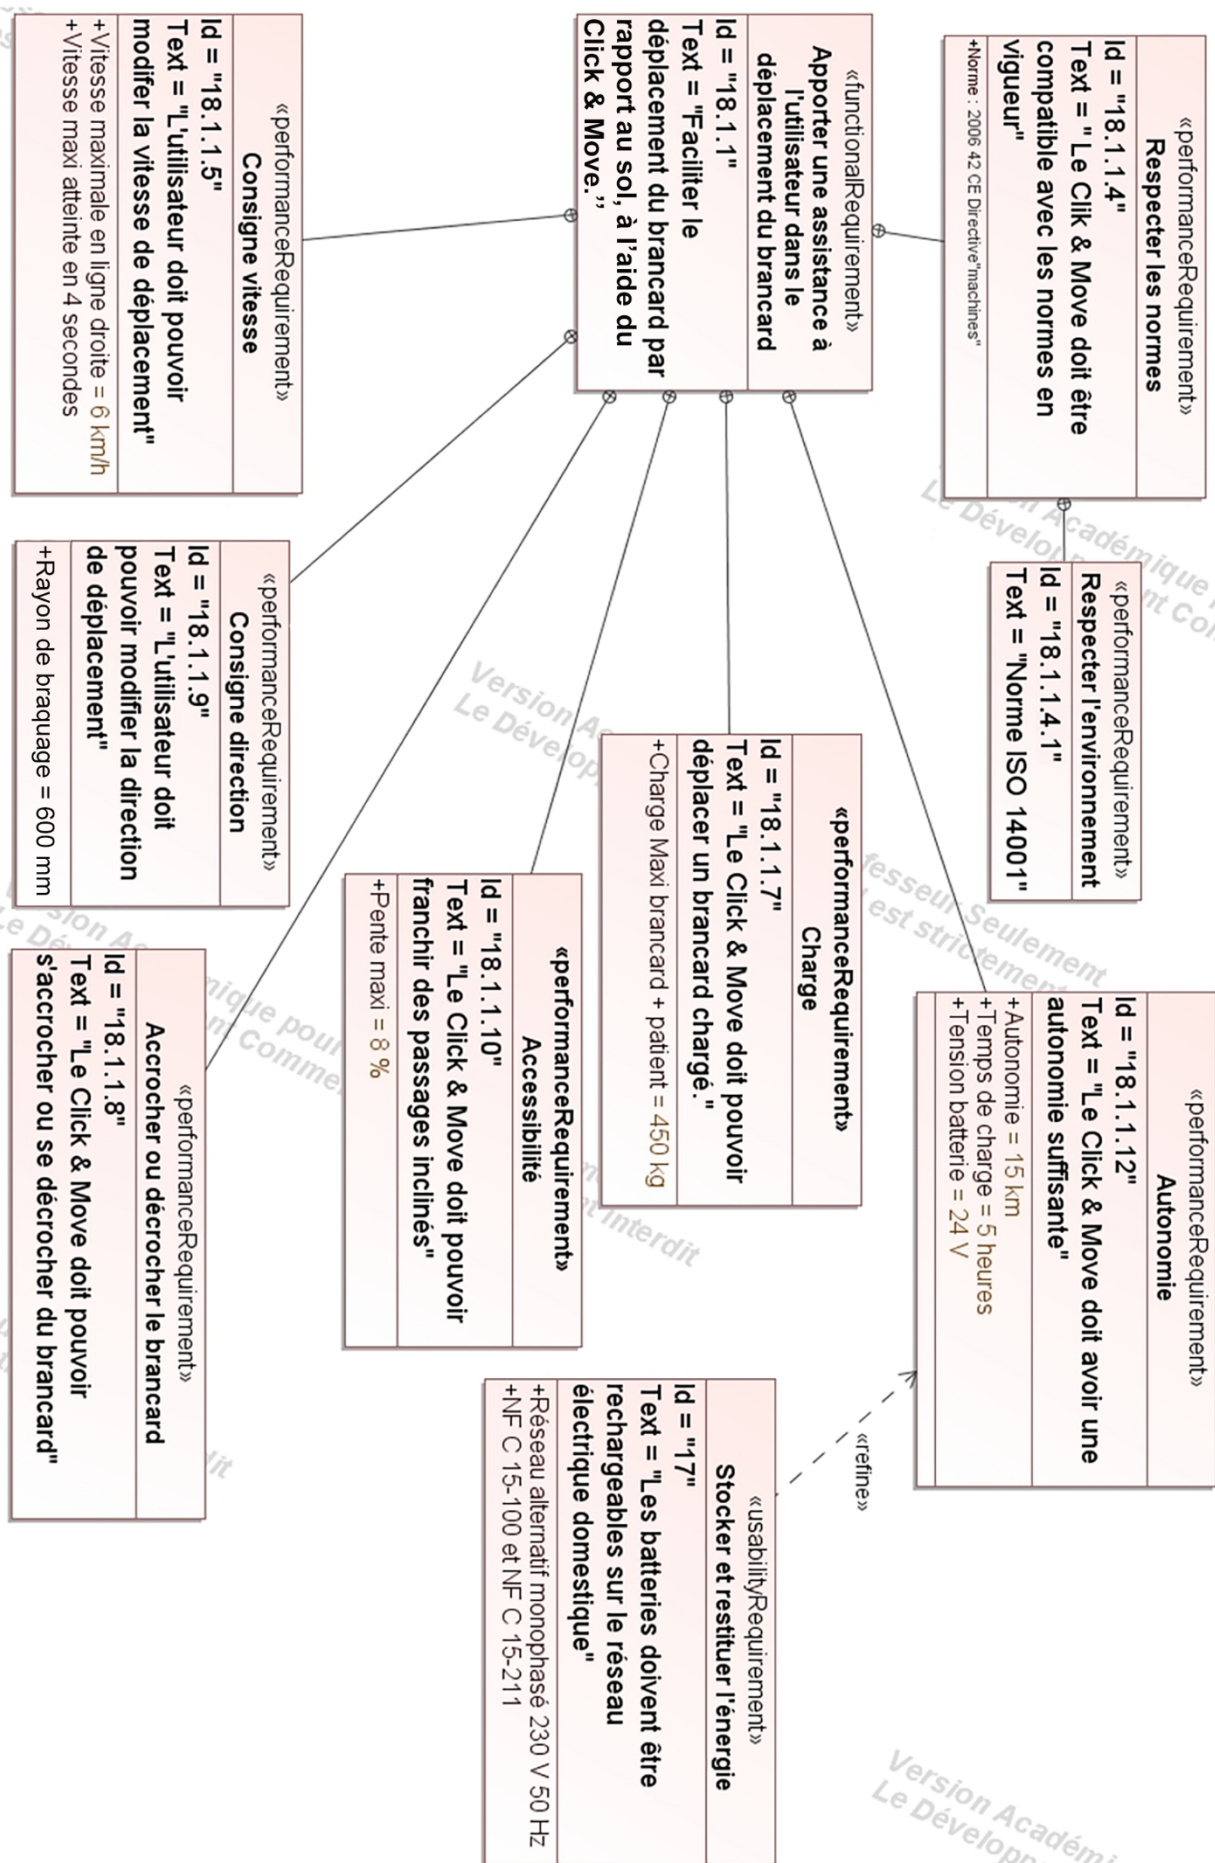 «performanceRequirement»
Respecter les normes
Id = "18.1.1.4"
Text = " Le Clik & Move doit être
compatible avec les normes en
vigueur"
+Norme : 2006 42 CE Directive"machines"
«performanceRequirement»
Respecter l'environnement
Id = "18.1.1.4.1"
Text = "Norme ISO 14001"
«performanceRequirement»
Autonomie
Id = "18.1.1.12"
Text = "Le Click & Move doit avoir une
autonomie suffisante"
+Autonomie = 15 km
+Temps de charge = 5 heures
+Tension batterie = 24 V
«functionalRequirement»
Apporter une assistance à
l'utilisateur dans le
déplacement du brancard
Id = "18.1.1"
Text = "Faciliter le
déplacement du brancard par
rapport au sol, à l’aide du
Click & Move.”
«performanceRequirement»
Charge
Id = "18.1.1.7"
Text = "Le Click & Move doit pouvoir
déplacer un brancard chargé."
+Charge Maxi brancard + patient = 450 kg
«refine»
«usabilityRequirement»
Stocker et restituer l'énergie
Id = "17"
Text = "Les batteries doivent être
rechargeables sur le réseau
électrique domestique"
+Réseau alternatif monophasé 230 V 50 Hz
+NF C 15-100 et NF C 15-211
«performanceRequirement»
Accessibilité
Id = "18.1.1.10"
Text = "Le Click & Move doit pouvoir
franchir des passages inclinés"
+Pente maxi = 8 %
«performanceRequirement»
Consigne vitesse
Id = "18.1.1.5"
Text = "L'utilisateur doit pouvoir
modifer la vitesse de déplacement"
+Vitesse maximale en ligne droite = 6 km/h
+Vitesse maxi atteinte en 4 secondes
«performanceRequirement»
Consigne direction
Id = "18.1.1.9"
Text = "L'utilisateur doit
pouvoir modifier la direction
de déplacement"
+Rayon de braquage = 600 mm
«performanceRequirement»
Accrocher ou décrocher le brancard
Id = "18.1.1.8"
Text = "Le Click & Move doit pouvoir
s'accrocher ou se décrocher du brancard"